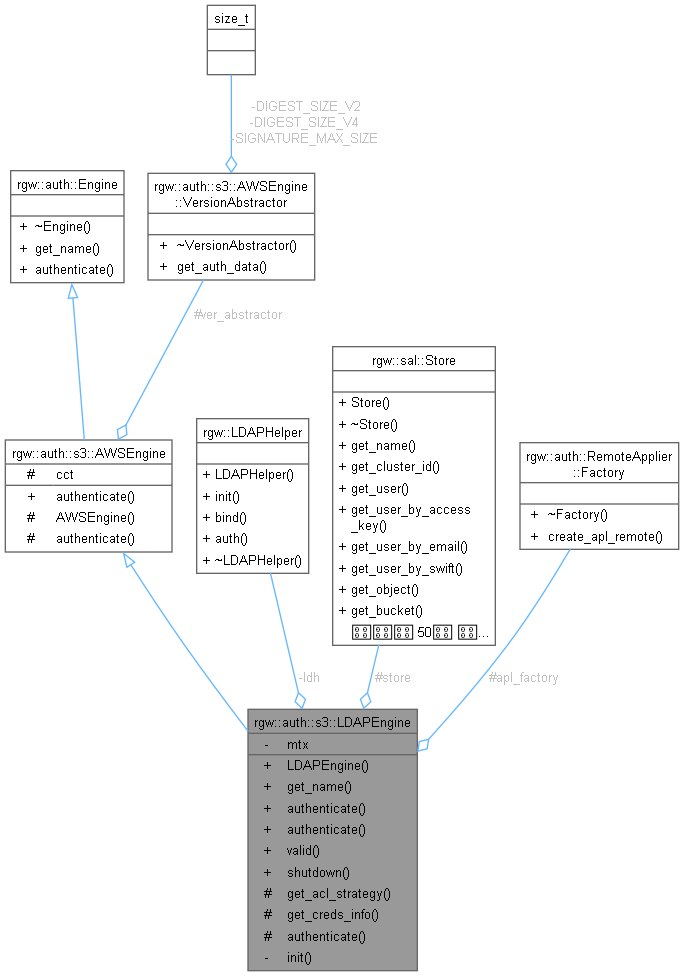 size_t
-DIGEST_SIZE_V2
-DIGEST_SIZE_V4
-SIGNATURE_MAX_SIZE
rgw::auth::Engine
+ ~Engine()
+ get_name()
+ authenticate()
rgw::auth::s3::AWSEngine
::VersionAbstractor
+ ~VersionAbstractor()
+ get_auth_data()
#ver_abstractor
rgw::auth::s3::AWSEngine
# cct
+ authenticate()
# AWSEngine()
# authenticate()
rgw::LDAPHelper
+ LDAPHelper()
+ init()
+ bind()
+ auth()
+ ~LDAPHelper()
rgw::sal::Store
+ Store()
+ ~Store()
+ get_name()
+ get_cluster_id()
+ get_user()
+ get_user_by_access
_key()
+ get_user_by_email()
+ get_user_by_swift()
+ get_object()
+ get_bucket()
50 ...
rgw::auth::RemoteApplier
::Factory
+ ~Factory()
+ create_apl_remote()
-ldh
#store
#apl_factory
rgw::auth::s3::LDAPEngine
- mtx
+ LDAPEngine()
+ get_name()
+ authenticate()
+ authenticate()
+ valid()
+ shutdown()
# get_acl_strategy()
# get_creds_info()
# authenticate()
- init()